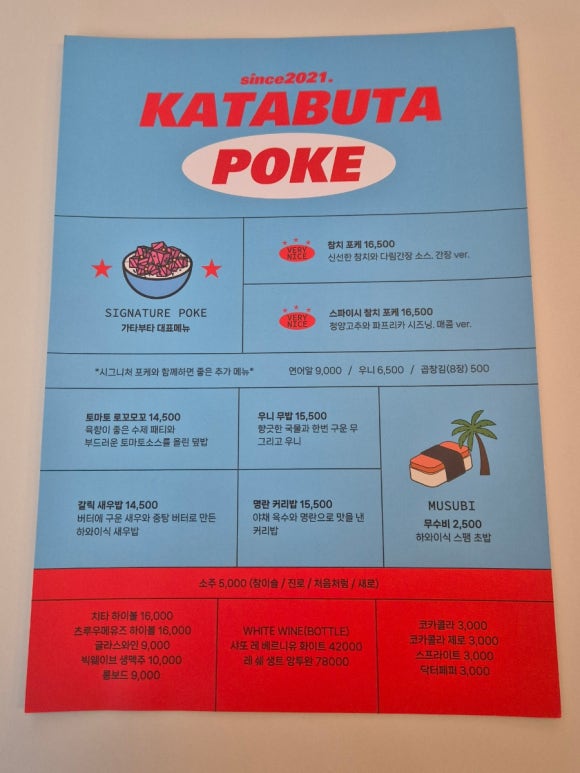 since2021.
KATABUTA
POKE
SIGNATURE POKE
가타부타 대표메뉴
VERY
NICE
참치 포케 16,500
신선한 참치와 다림간장 소스. 간장 ver.
VERY
NICE
스파이시 참치 포케 16,500
청양고추와 파프리카 시즈닝. 매콤 ver.
*시그니처 포케와 함께하면 좋은 추가 메뉴*
연어알 9,000 / 우니 6,500 / 곱창김(8장) 500
토마토 로꼬모꼬 14,500
육향이 좋은 수제 패티와
부드러운 토마토소스를 올린 덮밥
우니 무밥 15,500
향긋한 국물과 한번 구운 무
그리고 우니
갈릭 새우밥 14,500
버터에 구운 새우와 중탕 버터로 만든
하와이식 새우밥
명란 커리밥 15,500
야채 육수와 명란으로 맛을 낸
커리밥
MUSUBI
무수비 2,500
하와이식 스팸 초밥
소주 5,000 (참이슬 / 진로 / 처음처럼 / 새로)
치타 하이볼 16,000
츠루우메유즈 하이볼 16,000
글라스와인 9,000
빅웨이브 생맥주 10,000
롱보드 9,000
WHITE WINE(BOTTLE)
샤또 레 베르니유 화이트 42000
레 쉐 생트 앙투완 78000
코카콜라 3,000
코카콜라 제로 3,000
스프라이트 3,000
닥터페퍼 3,000